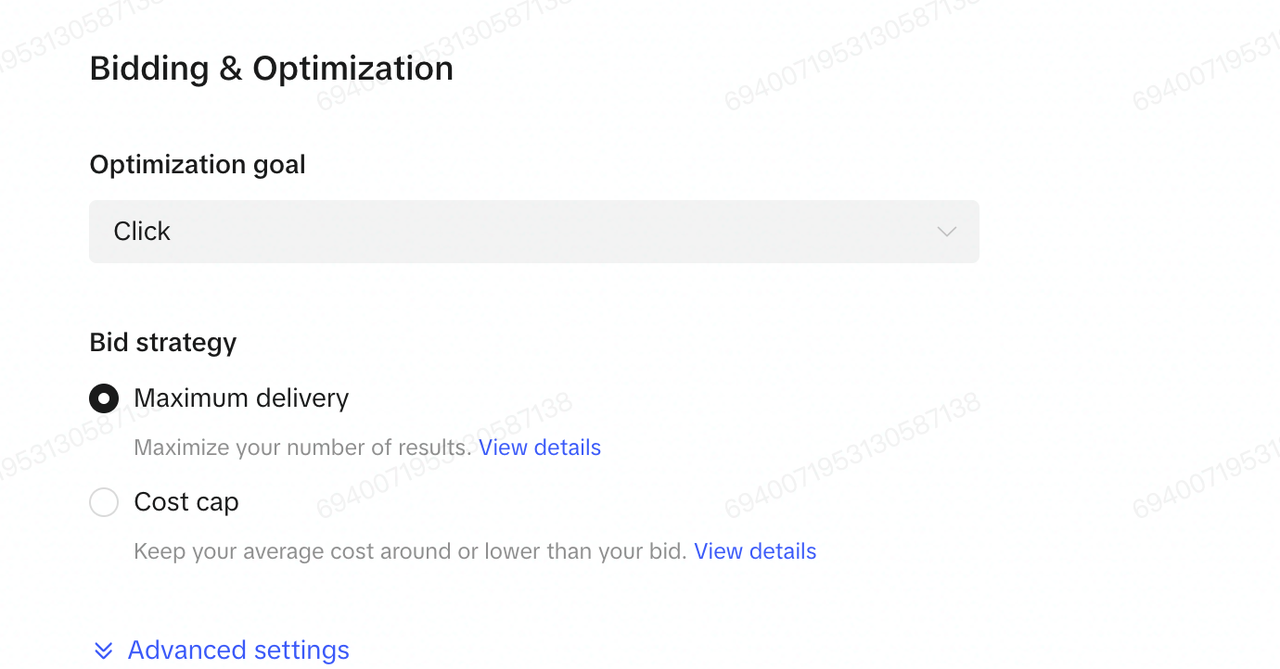 Bidding & Optimization
Optimization goal
Click
Bid strategy
Maximum delivery
Maximize your number of results. View details
Cost cap
Keep your average cost around or lower than your bid. View details
Advanced settings
6940071953130587138